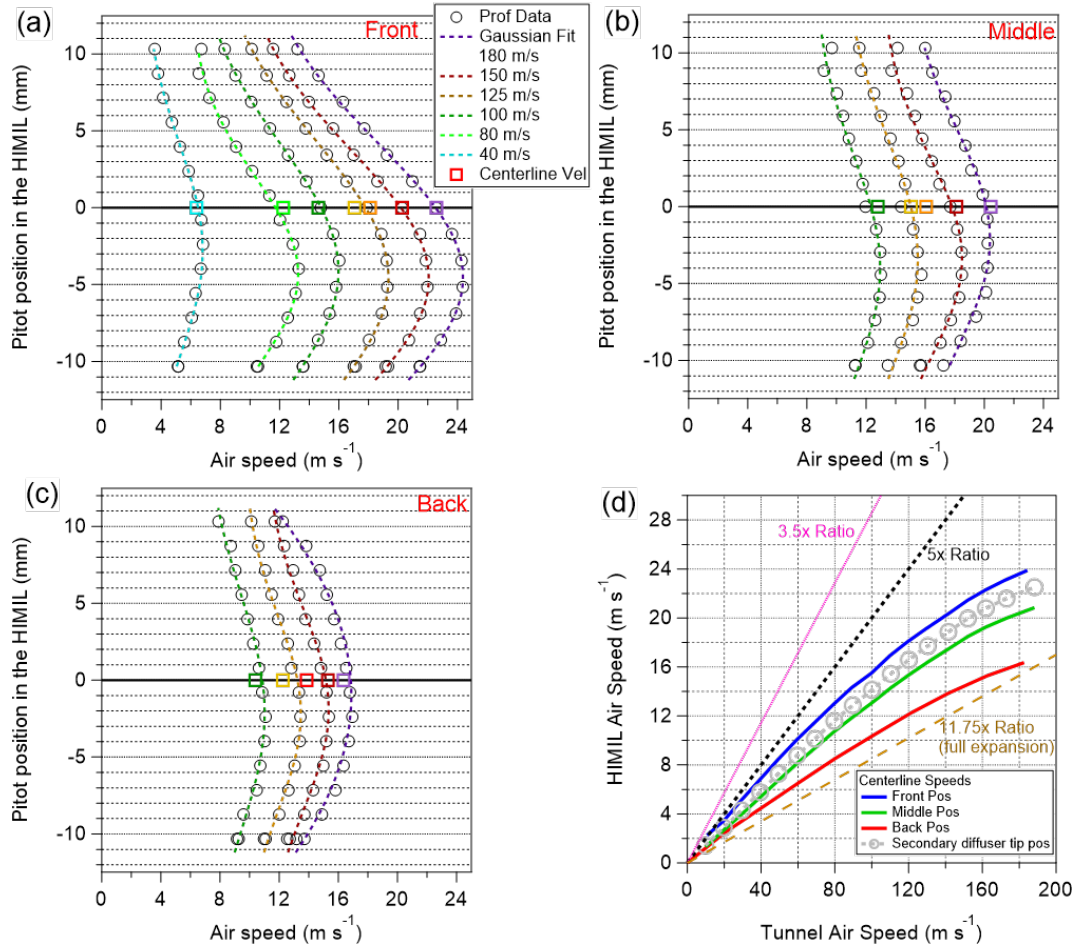 (a)
Front
Pitot position in the HIMIL (mm)
10
5
0
-5
-10
0
4
8
12
16
20
24
Air speed (m s⁻¹)
Prof Data
Gaussian Fit
180 m/s
150 m/s
125 m/s
100 m/s
80 m/s
40 m/s
Centerline Vel
(b)
Middle
Pitot position in the HIMIL (mm)
10
5
0
-5
-10
0
4
8
12
16
20
24
Air speed (m s⁻¹)
(c)
Back
Pitot position in the HIMIL (mm)
10
5
0
-5
-10
0
4
8
12
16
20
24
Air speed (m s⁻¹)
(d)
HIMIL Air Speed (m s⁻¹)
28
24
20
16
12
8
4
0
3.5x Ratio
5x Ratio
11.75x Ratio
(full expansion)
Centerline Speeds
Front Pos
Middle Pos
Back Pos
Secondary diffuser tip pos
0
40
80
120
160
200
Tunnel Air Speed (m s⁻¹)